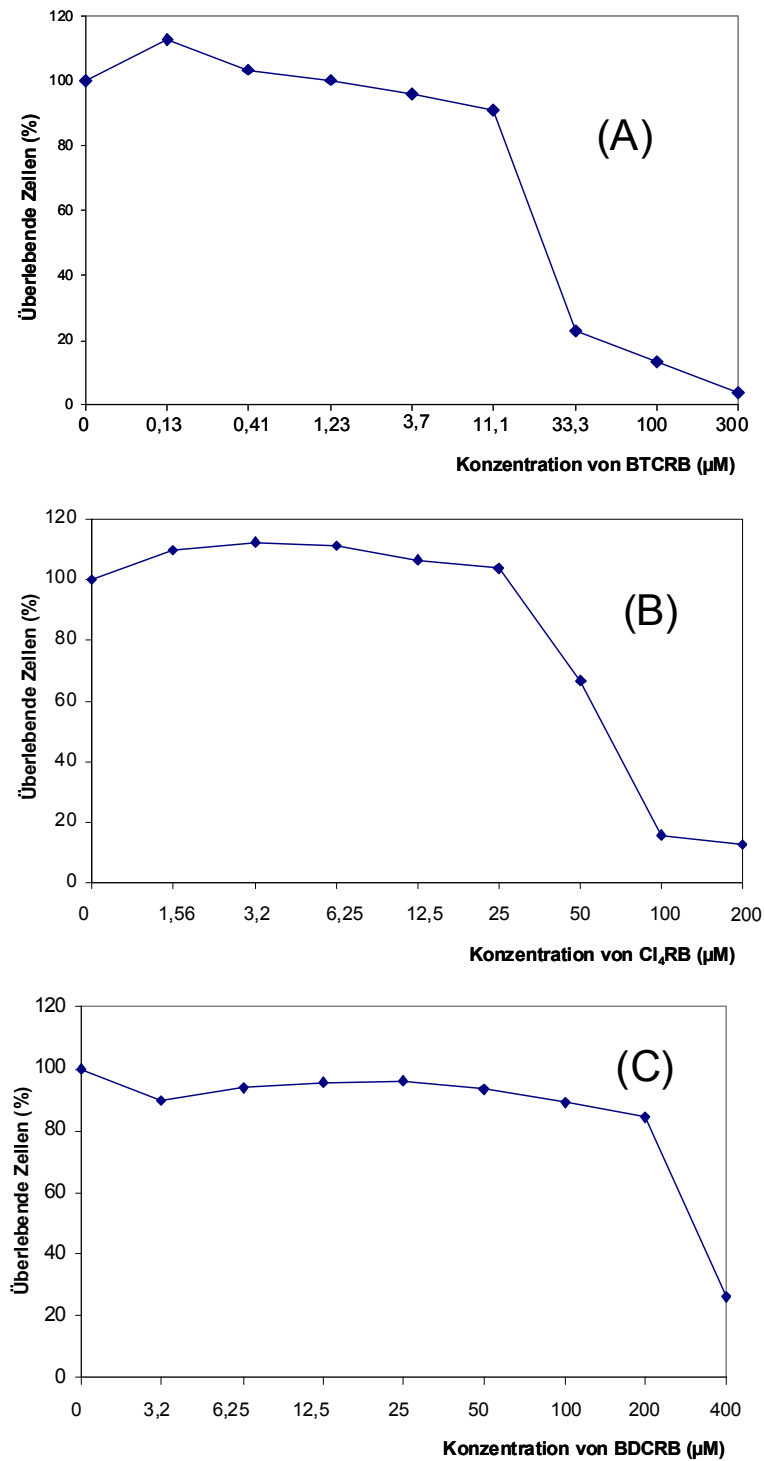 120
100
80
60
40
20
0
Überlebende Zellen (%)
(A)
0 0,13 0,41 1,23 3,7 11,1 33,3 100 300
Konzentration von BTCRB (µM)
120
100
80
60
40
20
0
Überlebende Zellen (%)
(B)
0 1,56 3,2 6,25 12,5 25 50 100 200
Konzentration von Cl₄RB (µM)
120
100
80
60
40
20
0
Überlebende Zellen (%)
(C)
0 3,2 6,25 12,5 25 50 100 200 400
Konzentration von BDCRB (µM)